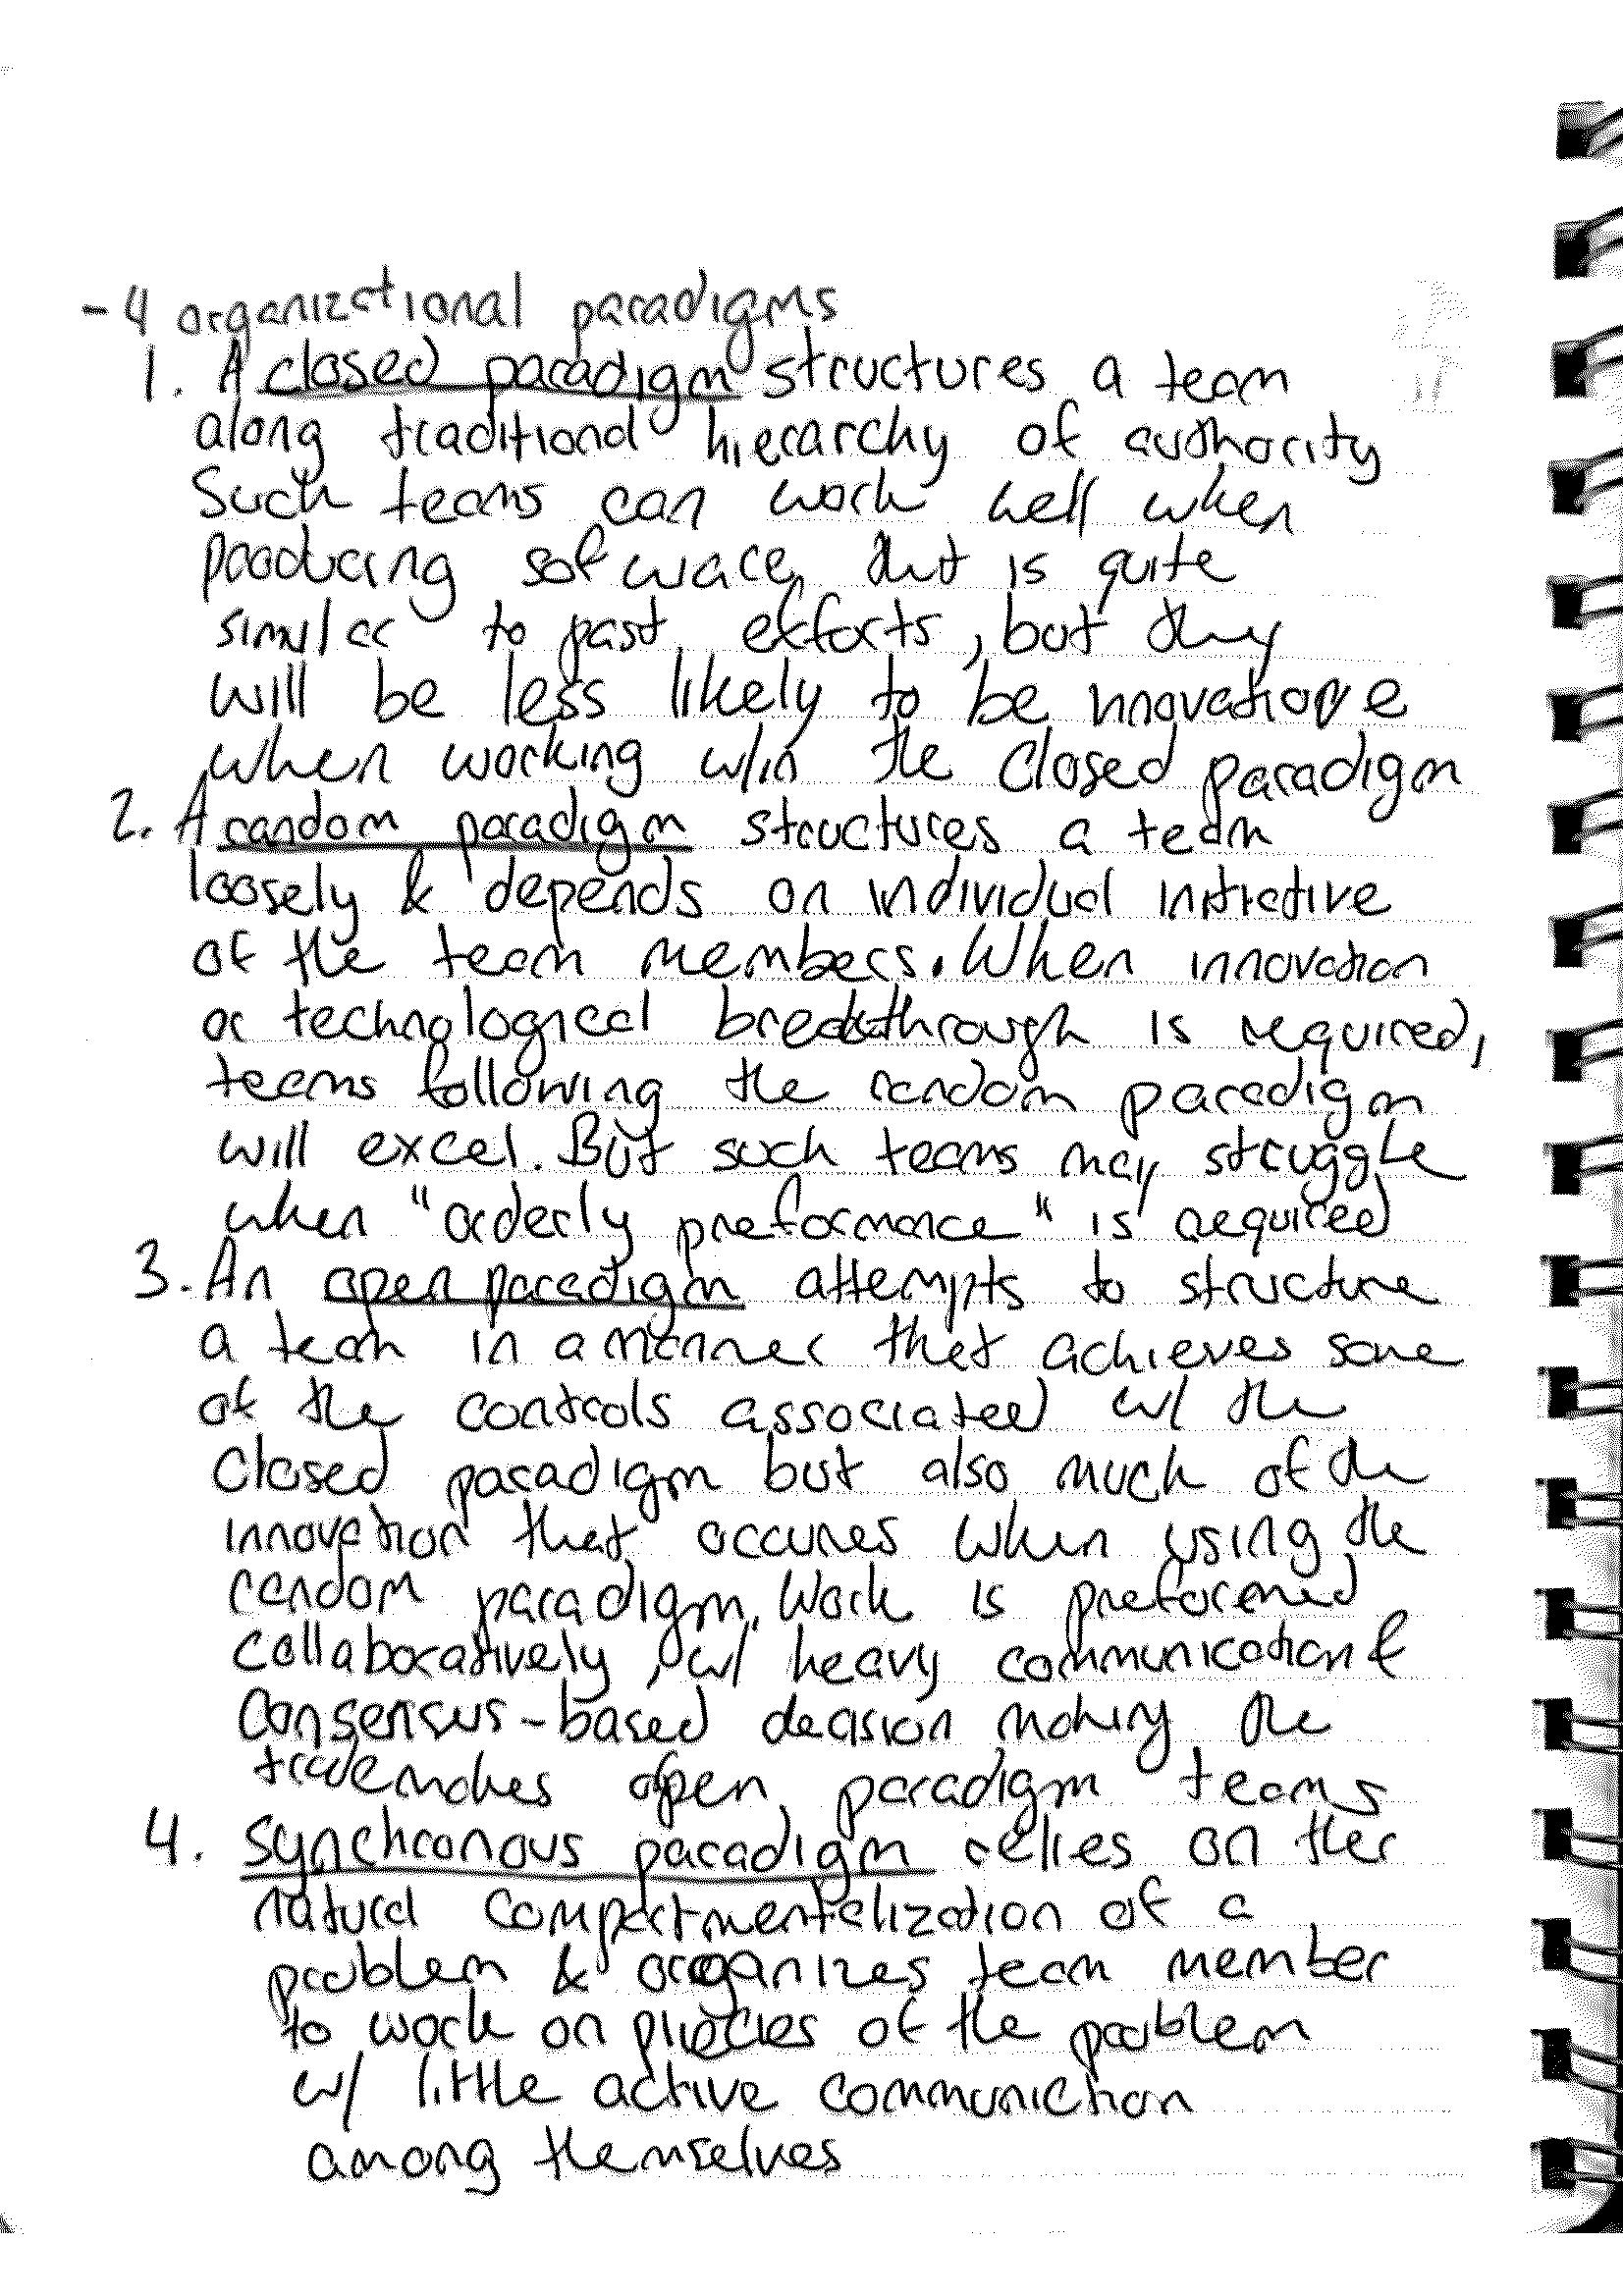 - 4 organizational paradigms
1. A closed paradigm structures a team
along traditional hierarchy of authority
Such teams can work well when
producing sofware, that is quite
similar to past efforts, but they
will be less likely to be innovative
when working w/in the closed paradigm
2. A random paradigm structures a team
loosely & depends on individual initiative
of the team members. When innovation
or technological breakthrough is required,
teams following the random paradigm
will excel. But such teams may struggle
when "orderly preformance" is required
3. An open paradigm attempts to structure
a team in a manner that achieves some
of the controls associated w/ the
closed paradigm but also much of the
innovation that occures when using the
random paradigm. Work is preformed
collaboratively, w/ heavy communication &
consensus-based decision making the
trademakes open paradigm teams
4. Synchronous paradigm relies on ther
natural compartmentalization of a
problem & organizes team member
to work on pieces of the problem
w/ little active communiction
among themselves